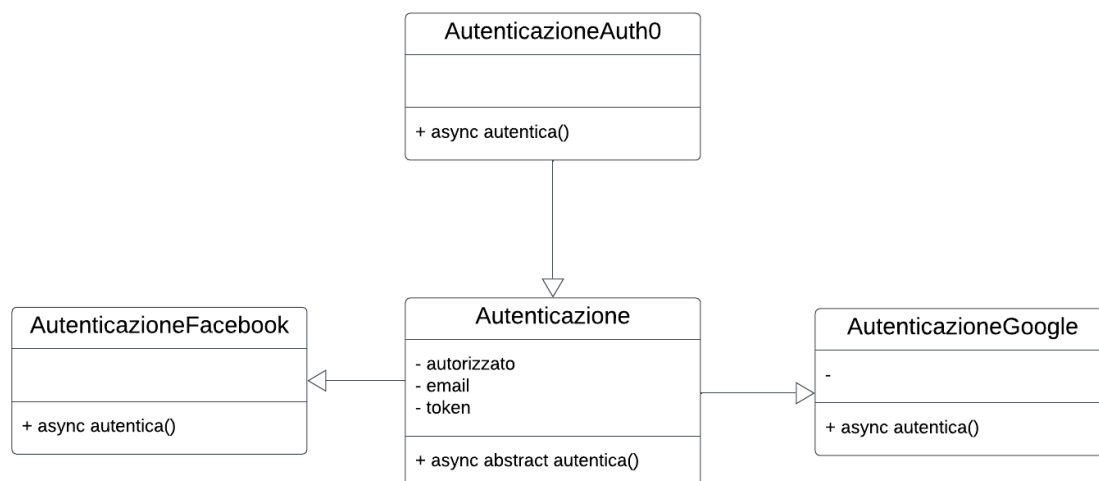 AutenticazioneAuth0
+ async autentica()
AutenticazioneFacebook
+ async autentica()
Autenticazione
- autorizzato
- email
- token
+ async abstract autentica()
AutenticazioneGoogle
-
+ async autentica()